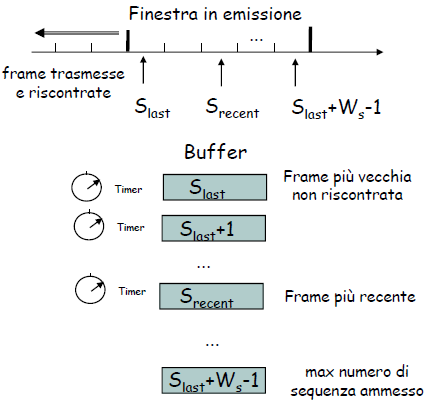 Finestra in emissione
...
frame trasmesse
e riscontrate
Slast
Srecent
Slast+Ws-1
Buffer
Timer
Slast
Frame più vecchia
non riscontrata
Timer
Slast+1
...
Timer
Srecent
Frame più recente
...
Slast+Ws-1
max numero di
sequenza ammesso